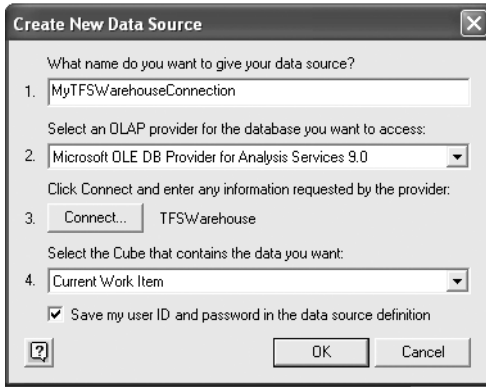 Create New Data Source
What name do you want to give your data source?
1. MyTFSWarehouseConnection
Select an OLAP provider for the database you want to access:
2. Microsoft OLE DB Provider for Analysis Services 9.0
Click Connect and enter any information requested by the provider:
3. Connect... TFSWarehouse
Select the Cube that contains the data you want:
4. Current Work Item
Save my user ID and password in the data source definition
? OK Cancel